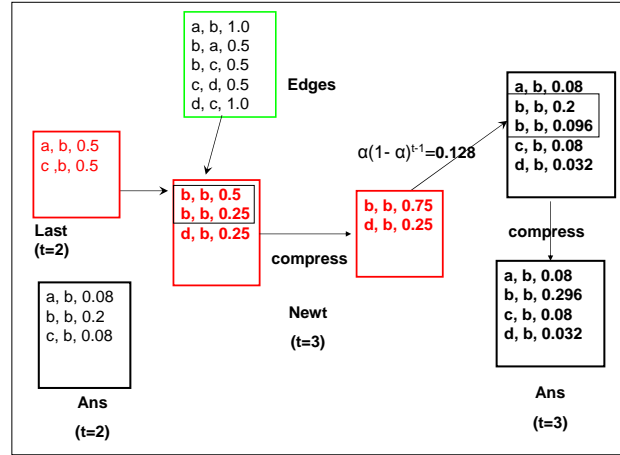 a, b, 1.0
b, a, 0.5
b, c, 0.5
c, d, 0.5
d, c, 1.0
Edges
a, b, 0.5
c ,b, 0.5
Last
(t=2)
b, b, 0.5
b, b, 0.25
d, b, 0.25
compress
Newt
(t=3)
b, b, 0.75
d, b, 0.25
α(1- α)^{t-1}=0.128
a, b, 0.08
b, b, 0.2
b, b, 0.096
c, b, 0.08
d, b, 0.032
compress
a, b, 0.08
b, b, 0.296
c, b, 0.08
d, b, 0.032
Ans
(t=3)
a, b, 0.08
b, b, 0.2
c, b, 0.08
Ans
(t=2)